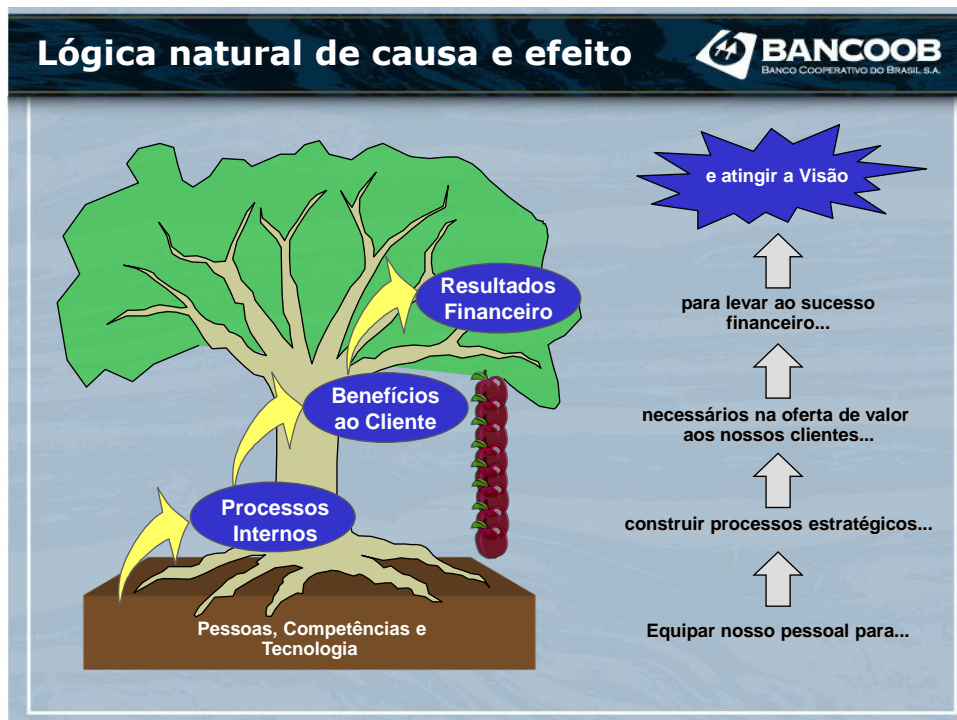 Lógica natural de causa e efeito
BANCOOB
BANCO COOPERATIVO DO BRASIL S.A.
Resultados
Financeiro
Benefícios
ao Cliente
Processos
Internos
Pessoas, Competências e
Tecnologia
e atingir a Visão
para levar ao sucesso
financeiro...
necessários na oferta de valor
aos nossos clientes...
construir processos estratégicos...
Equipar nosso pessoal para...